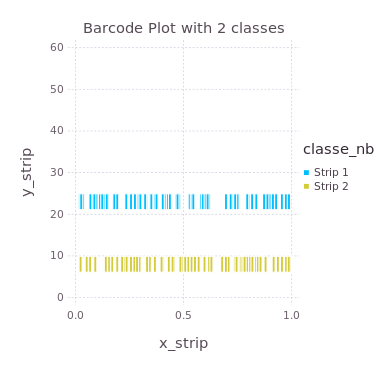 Barcode Plot with 2 classes
60
50
40
30
20
10
0
y_strip
0.0 0.5 1.0
x_strip
classe_nb
Strip 1
Strip 2